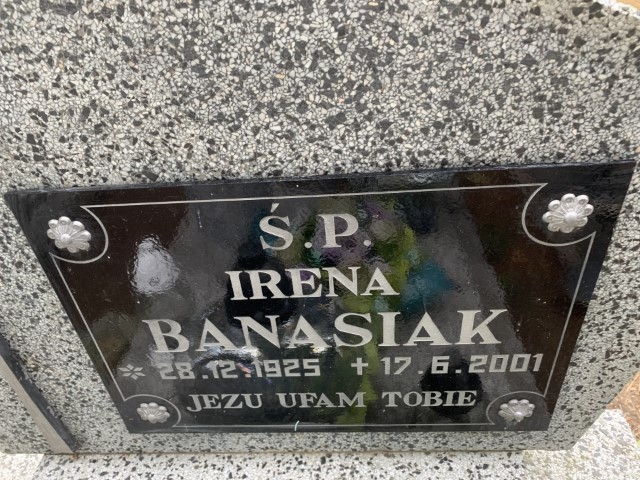 Ś.P.
IRENA
BANASIAK
* 28.12.1925 † 17.6.2001
JEZU UFAM TOBIE